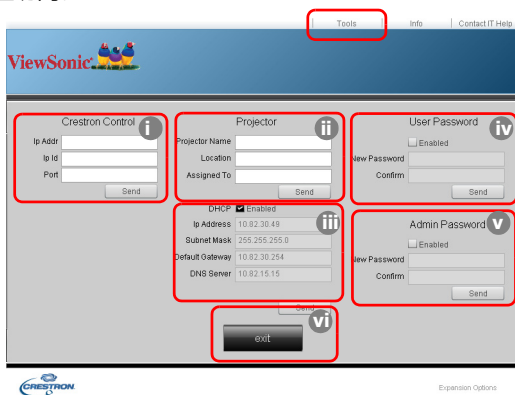 Tools Info Contact IT Help
ViewSonic
Crestron Control i
Ip Addr
Ip Id
Port
Send
Projector ii
Projector Name
Location
Assigned To
Send
DHCP Enabled iii
Ip Address 10.82.30.49
Subnet Mask 255.255.255.0
Default Gateway 10.82.30.254
DNS Server 10.82.15.15
Send
User Password iv
Enabled
New Password
Confirm
Send
Admin Password v
Enabled
New Password
Confirm
Send
vi
exit
CRESTRON
Expansion Options